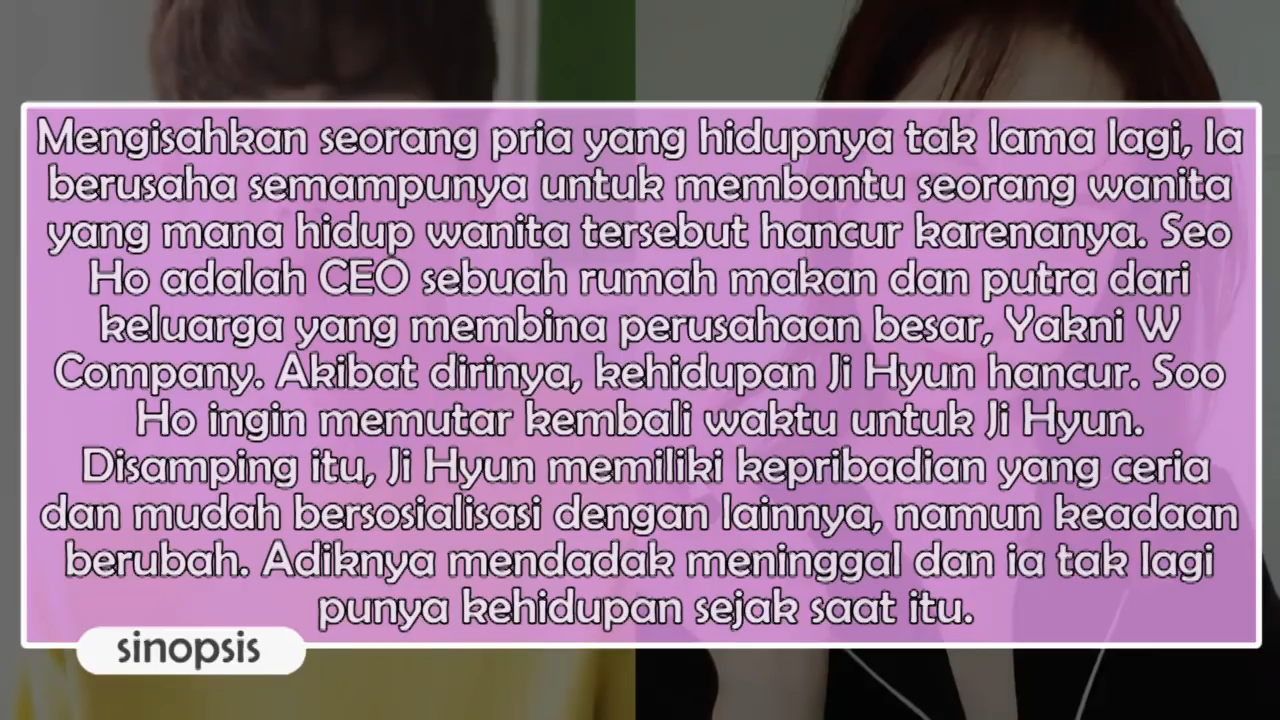 Mengisahkan seorang pria yang hidupnya tak lama lagi, Ia
berusaha semampunya untuk membantu seorang wanita
yang mana hidup wanita tersebut hancur karenanya. Seo
Ho adalah CEO sebuah rumah makan dan putra dari
keluarga yang membina perusahaan besar, Yakni W
Company. Akibat dirinya, kehidupan Ji Hyun hancur. Soo
Ho ingin memutar kembali waktu untuk Ji Hyun.
Disamping itu, Ji Hyun memiliki kepribadian yang ceria
dan mudah bersosialisasi dengan lainnya, namun keadaan
berubah. Adiknya mendadak meninggal dan ia tak lagi
punya kehidupan sejak saat itu.
sinopsis